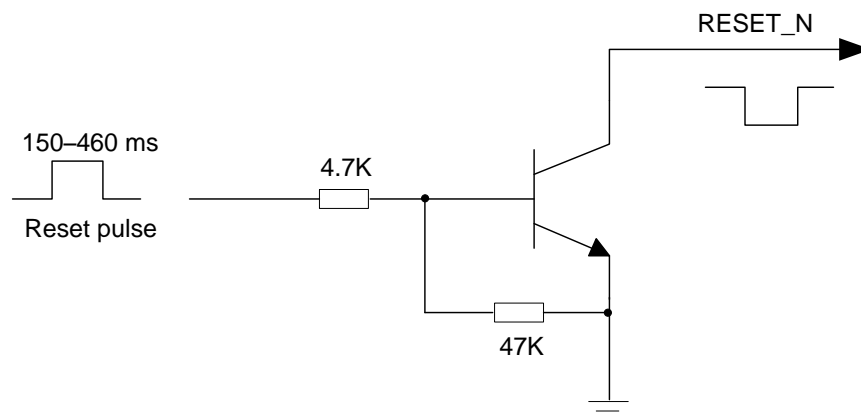 RESET_N
150–460 ms
4.7K
Reset pulse
47K